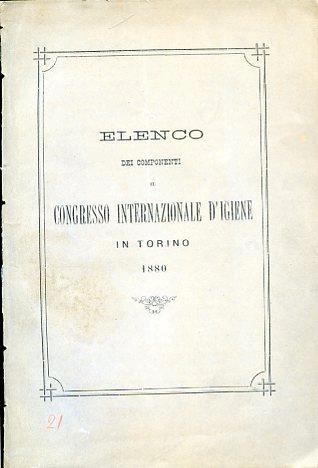 ELENCO
DEI COMPONENTI
IL
CONGRESSO INTERNAZIONALE D'IGIENE
IN TORINO
1880
21